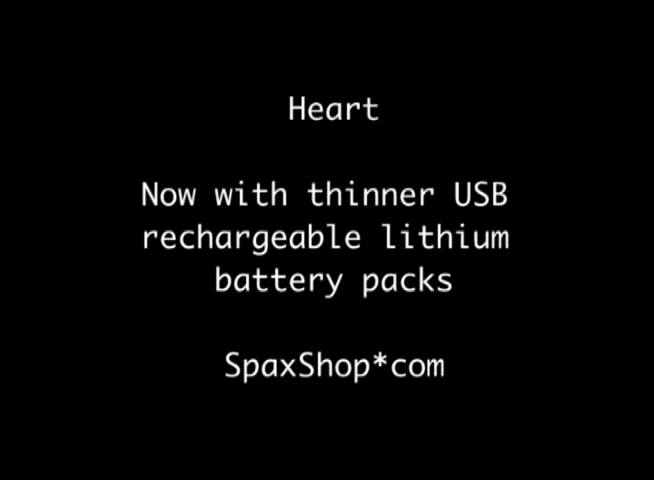 Heart
Now with thinner USB
rechargeable lithium
battery packs
SpaxShop*com